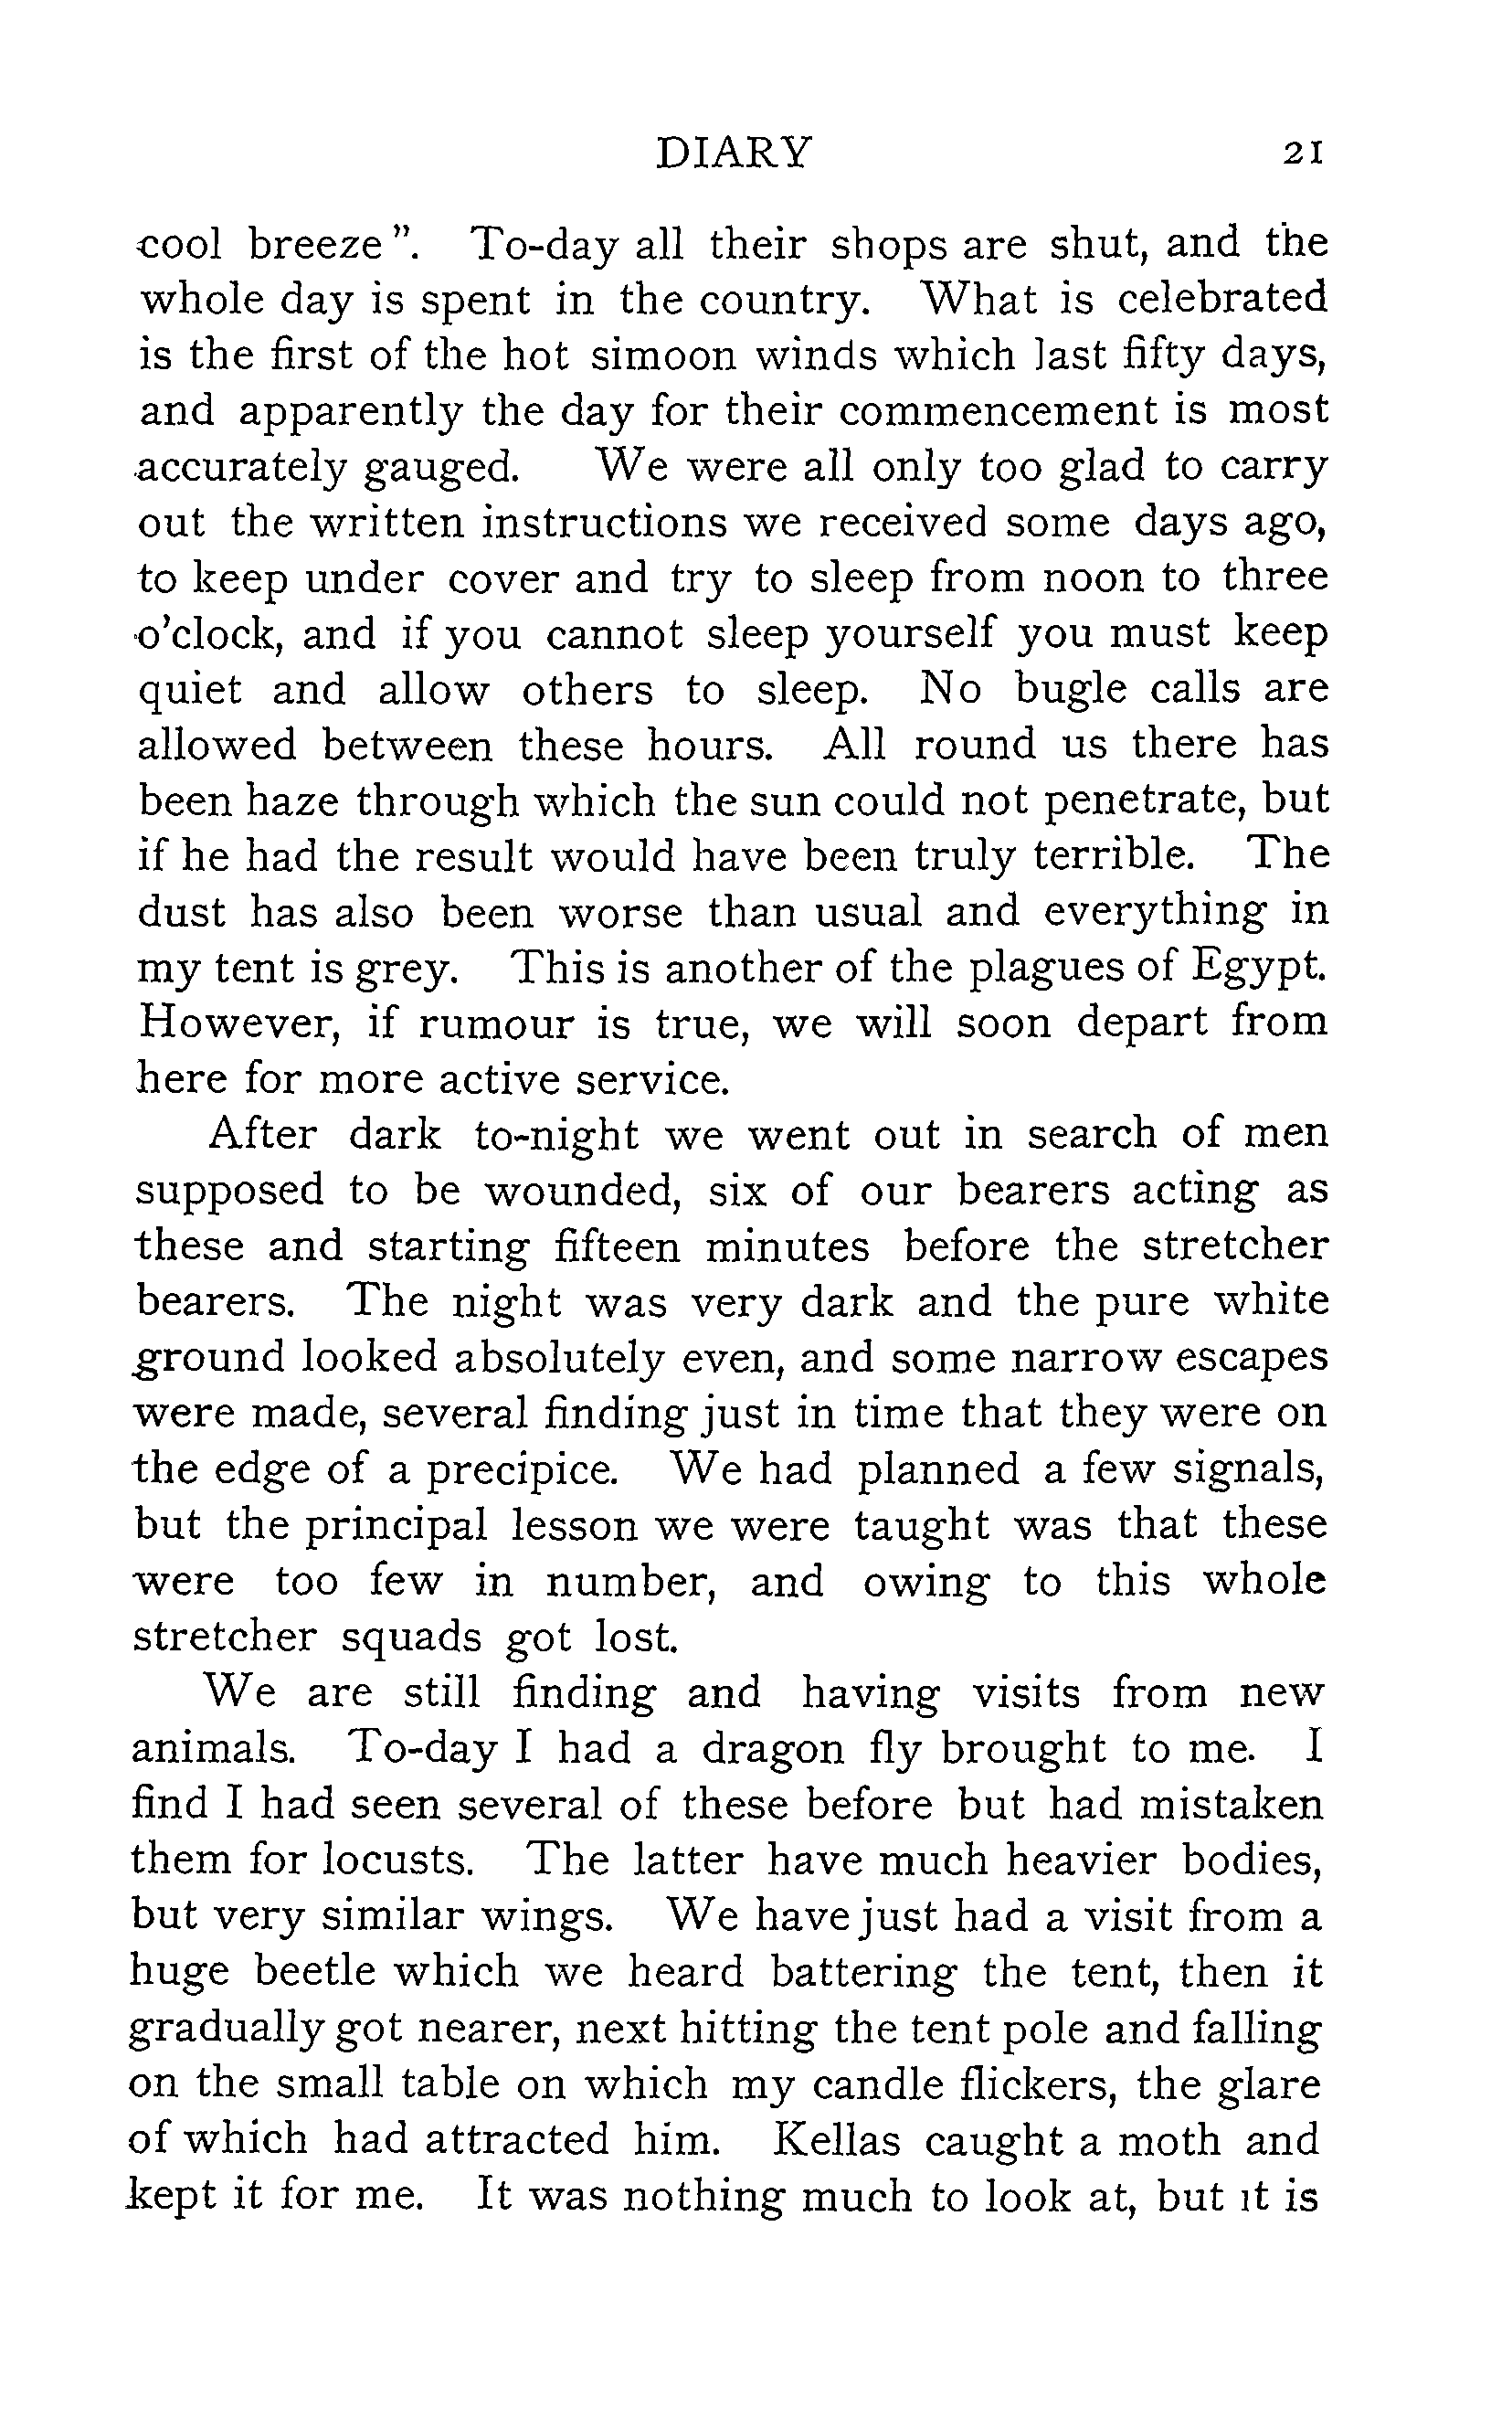 DIARY 21
cool breeze". To-day all their shops are shut, and the
whole day is spent in the country. What is celebrated
is the first of the hot simoon winds which last fifty days,
and apparently the day for their commencement is most
accurately gauged. We were all only too glad to carry
out the written instructions we received some days ago,
to keep under cover and try to sleep from noon to three
o'clock, and if you cannot sleep yourself you must keep
quiet and allow others to sleep. No bugle calls are
allowed between these hours. All round us there has
been haze through which the sun could not penetrate, but
if he had the result would have been truly terrible. The
dust has also been worse than usual and everything in
my tent is grey. This is another of the plagues of Egypt.
However, if rumour is true, we will soon depart from
here for more active service.
After dark to-night we went out in search of men
supposed to be wounded, six of our bearers acting as
these and starting fifteen minutes before the stretcher
bearers. The night was very dark and the pure white
ground looked absolutely even, and some narrow escapes
were made, several finding just in time that they were on
the edge of a precipice. We had planned a few signals,
but the principal lesson we were taught was that these
were too few in number, and owing to this whole
stretcher squads got lost.
We are still finding and having visits from new
animals. To-day I had a dragon fly brought to me. I
find I had seen several of these before but had mistaken
them for locusts. The latter have much heavier bodies,
but very similar wings. We have just had a visit from a
huge beetle which we heard battering the tent, then it
gradually got nearer, next hitting the tent pole and falling
on the small table on which my candle flickers, the glare
of which had attracted him. Kellas caught a moth and
kept it for me. It was nothing much to look at, but it is